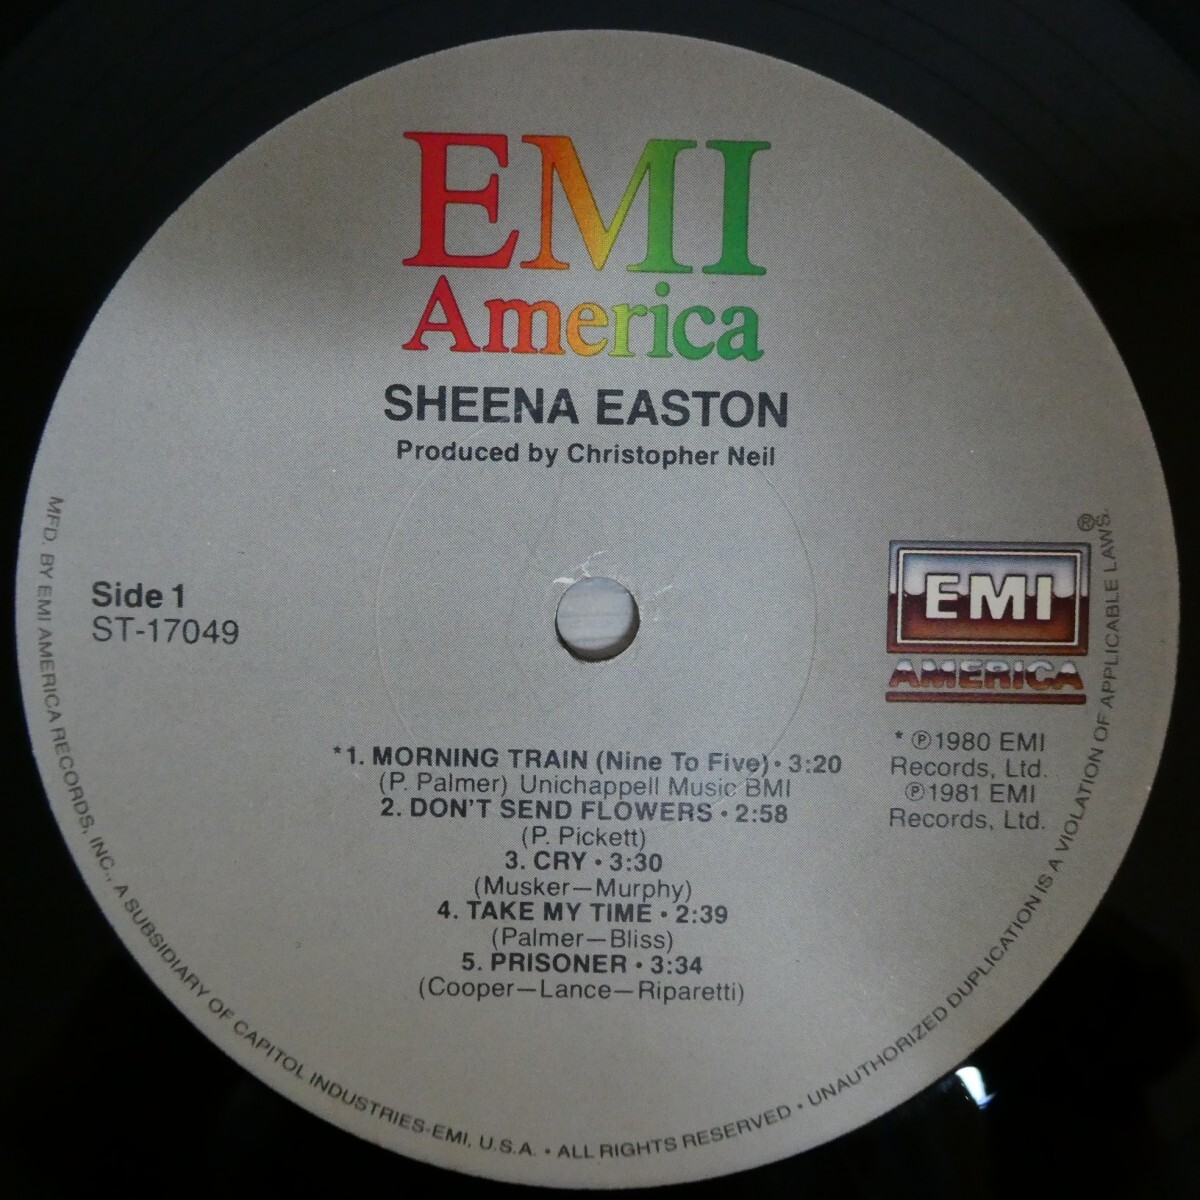 EMI
America
SHEENA EASTON
Produced by Christopher Neil
Side 1
ST-17049
®
EMI
AMERICA
* ℗1980 EMI
Records, Ltd.
℗1981 EMI
Records, Ltd.
*1. MORNING TRAIN (Nine To Five) • 3:20
(P. Palmer) Unichappell Music BMI
2. DON'T SEND FLOWERS • 2:58
(P. Pickett)
3. CRY • 3:30
(Musker—Murphy)
4. TAKE MY TIME • 2:39
(Palmer—Bliss)
5. PRISONER • 3:34
(Cooper—Lance—Riparetti)
MFD. BY EMI AMERICA RECORDS, INC., A SUBSIDIARY OF CAPITOL INDUSTRIES-EMI, U.S.A. • ALL RIGHTS RESERVED • UNAUTHORIZED DUPLICATION IS A VIOLATION OF APPLICABLE LAWS.